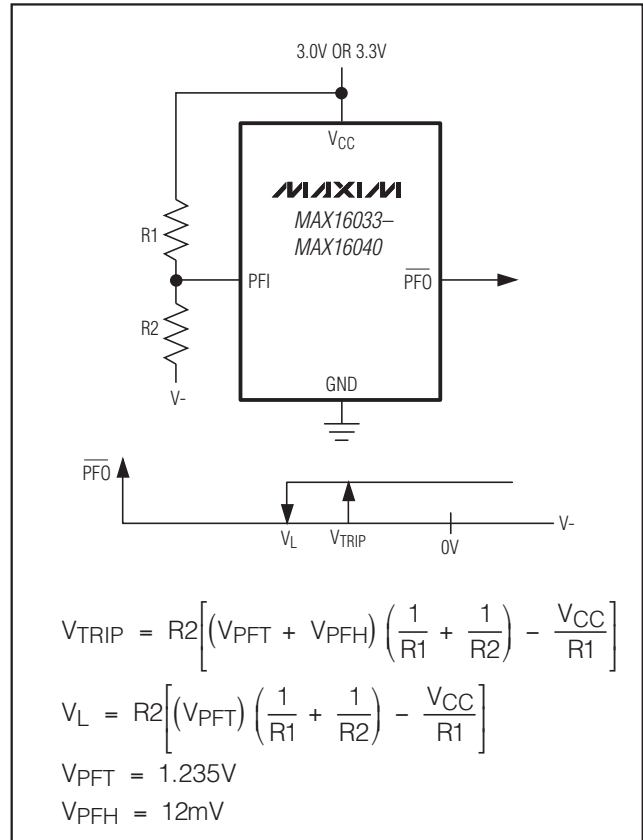 3.0V OR 3.3V
VCC
MAXIM
MAX16033–
MAX16040
R1
PFI
PFO
R2
V-
GND
PFO
VL
VTRIP
0V
V-
VTRIP = R2[(VPFT + VPFH) (1/R1 + 1/R2) − VCC/R1]
VL = R2[(VPFT) (1/R1 + 1/R2) − VCC/R1]
VPFT = 1.235V
VPFH = 12mV